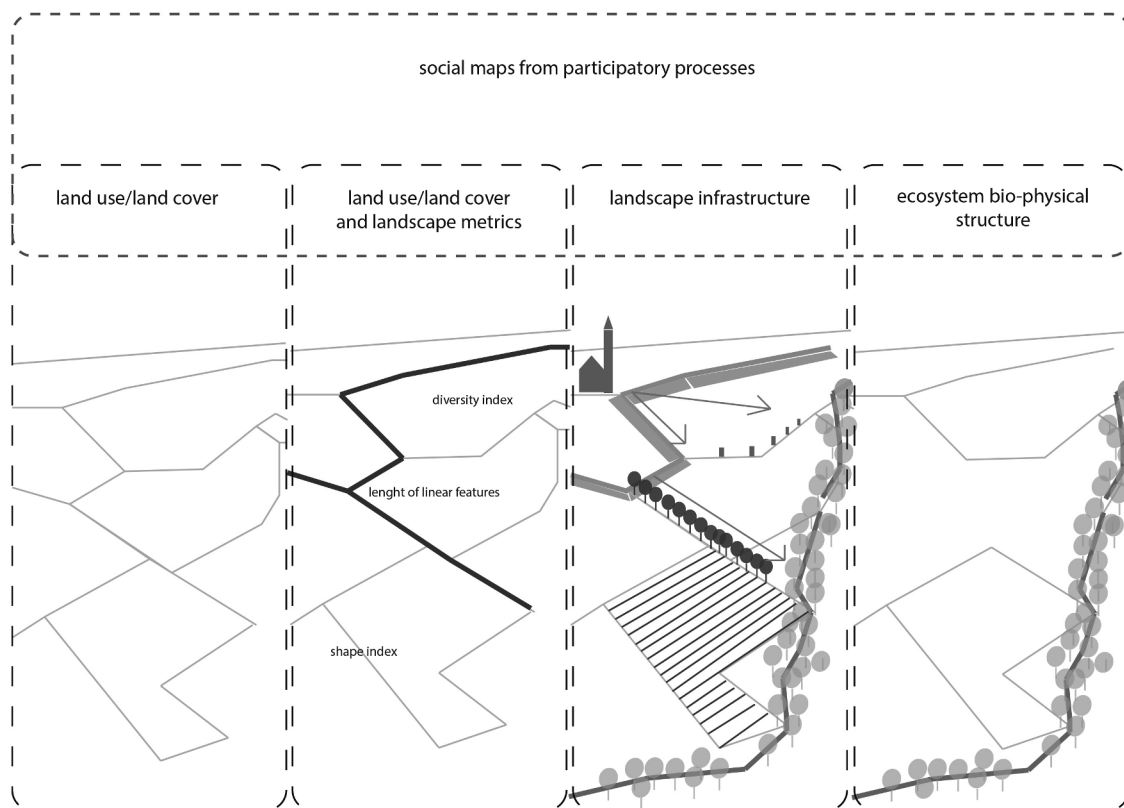 social maps from participatory processes
land use/land cover
land use/land cover
and landscape metrics
landscape infrastructure
ecosystem bio-physical
structure
diversity index
lenght of linear features
shape index